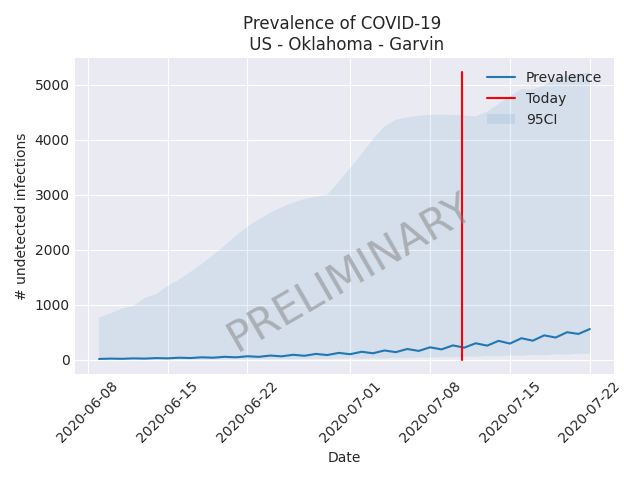 Prevalence of COVID-19
US - Oklahoma - Garvin
Prevalence
Today
95CI
5000
4000
3000
2000
1000
0
# undetected infections
PRELIMINARY
2020-06-08
2020-06-15
2020-06-22
2020-07-01
2020-07-08
2020-07-15
2020-07-22
Date